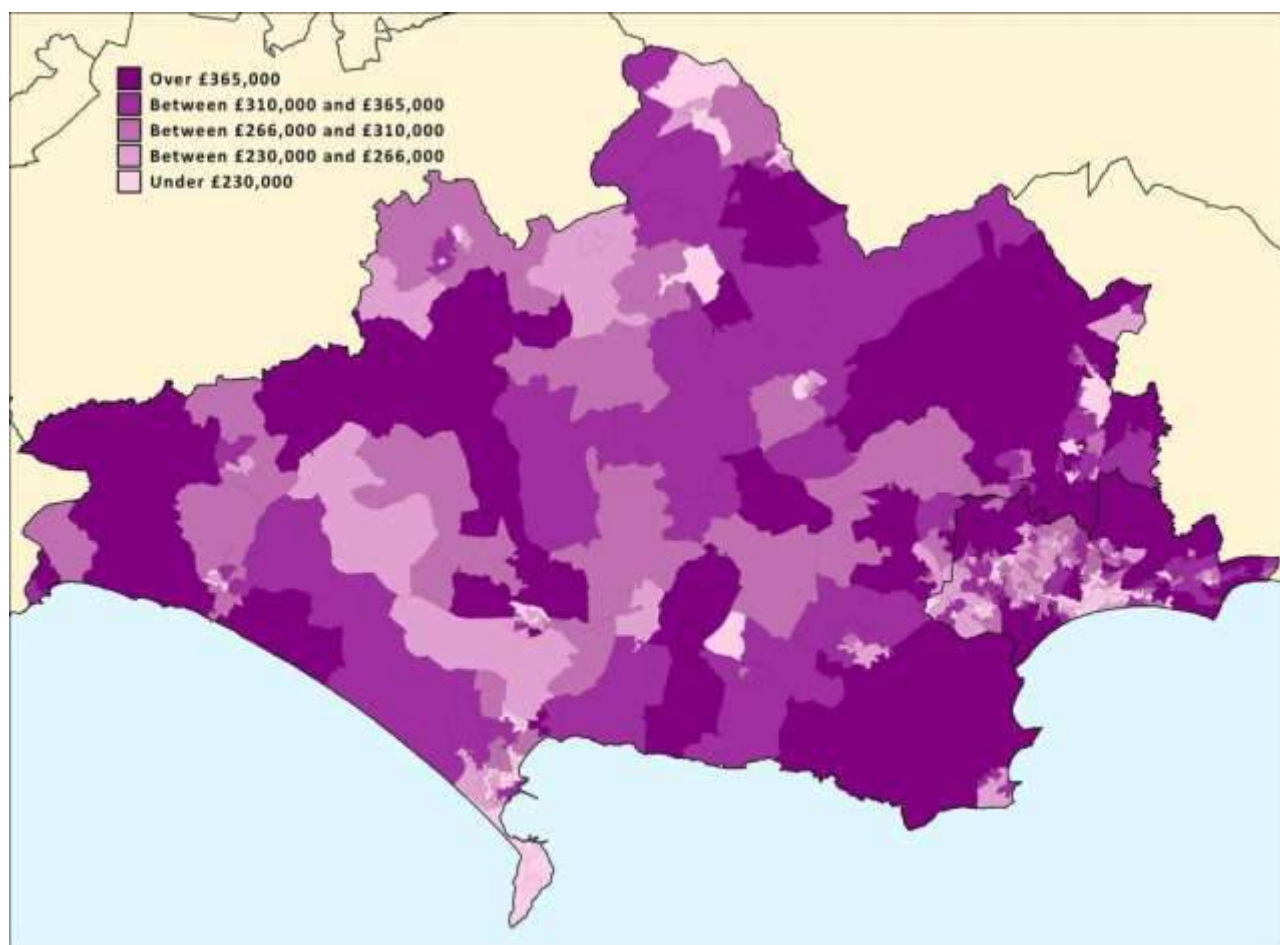 Over £365,000
Between £310,000 and £365,000
Between £266,000 and £310,000
Between £230,000 and £266,000
Under £230,000